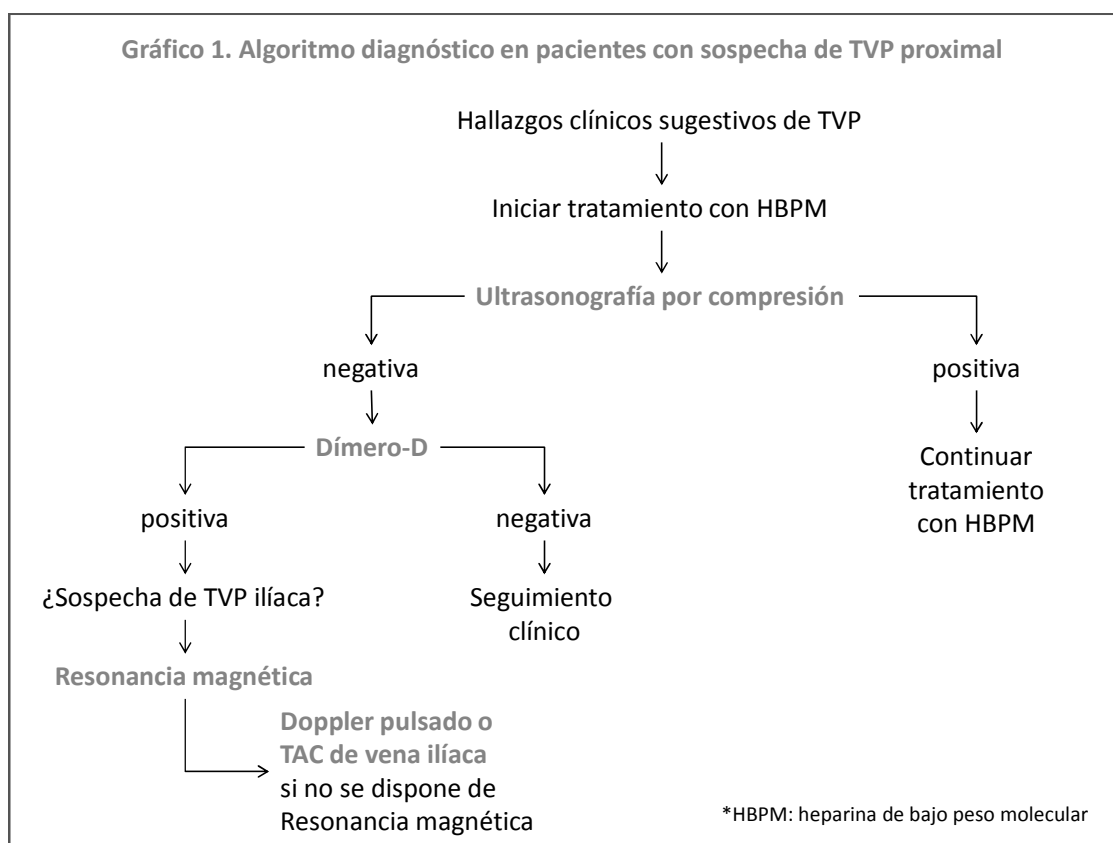 Gráfico 1. Algoritmo diagnóstico en pacientes con sospecha de TVP proximal
Hallazgos clínicos sugestivos de TVP
Iniciar tratamiento con HBPM
Ultrasonografía por compresión
negativa
positiva
Dímero-D
Continuar
tratamiento
con HBPM
positiva
negativa
¿Sospecha de TVP ilíaca?
Seguimiento
clínico
Resonancia magnética
Doppler pulsado o
TAC de vena ilíaca
si no se dispone de
Resonancia magnética
*HBPM: heparina de bajo peso molecular